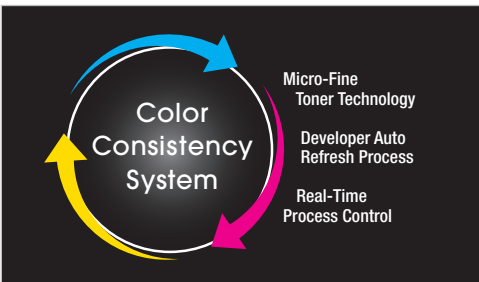 Color
Consistency
System
Micro-Fine
Toner Technology
Developer Auto
Refresh Process
Real-Time
Process Control